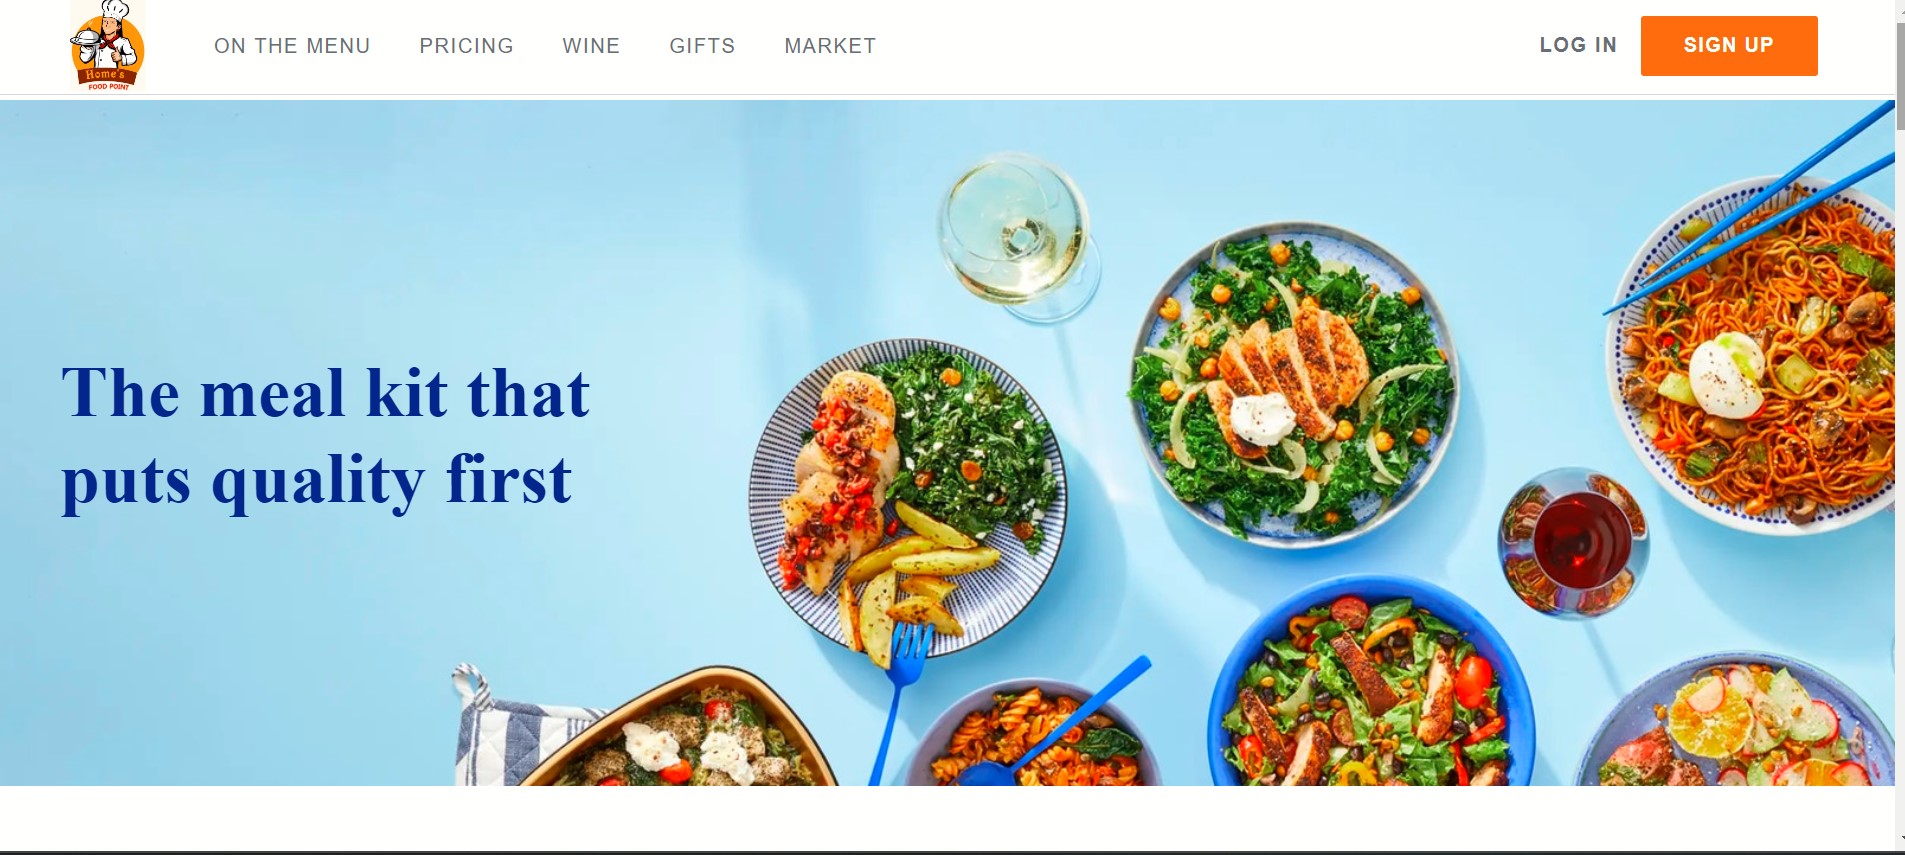 Home's
FOOD POINT
ON THE MENU
PRICING
WINE
GIFTS
MARKET
LOG IN
SIGN UP
The meal kit that
puts quality first